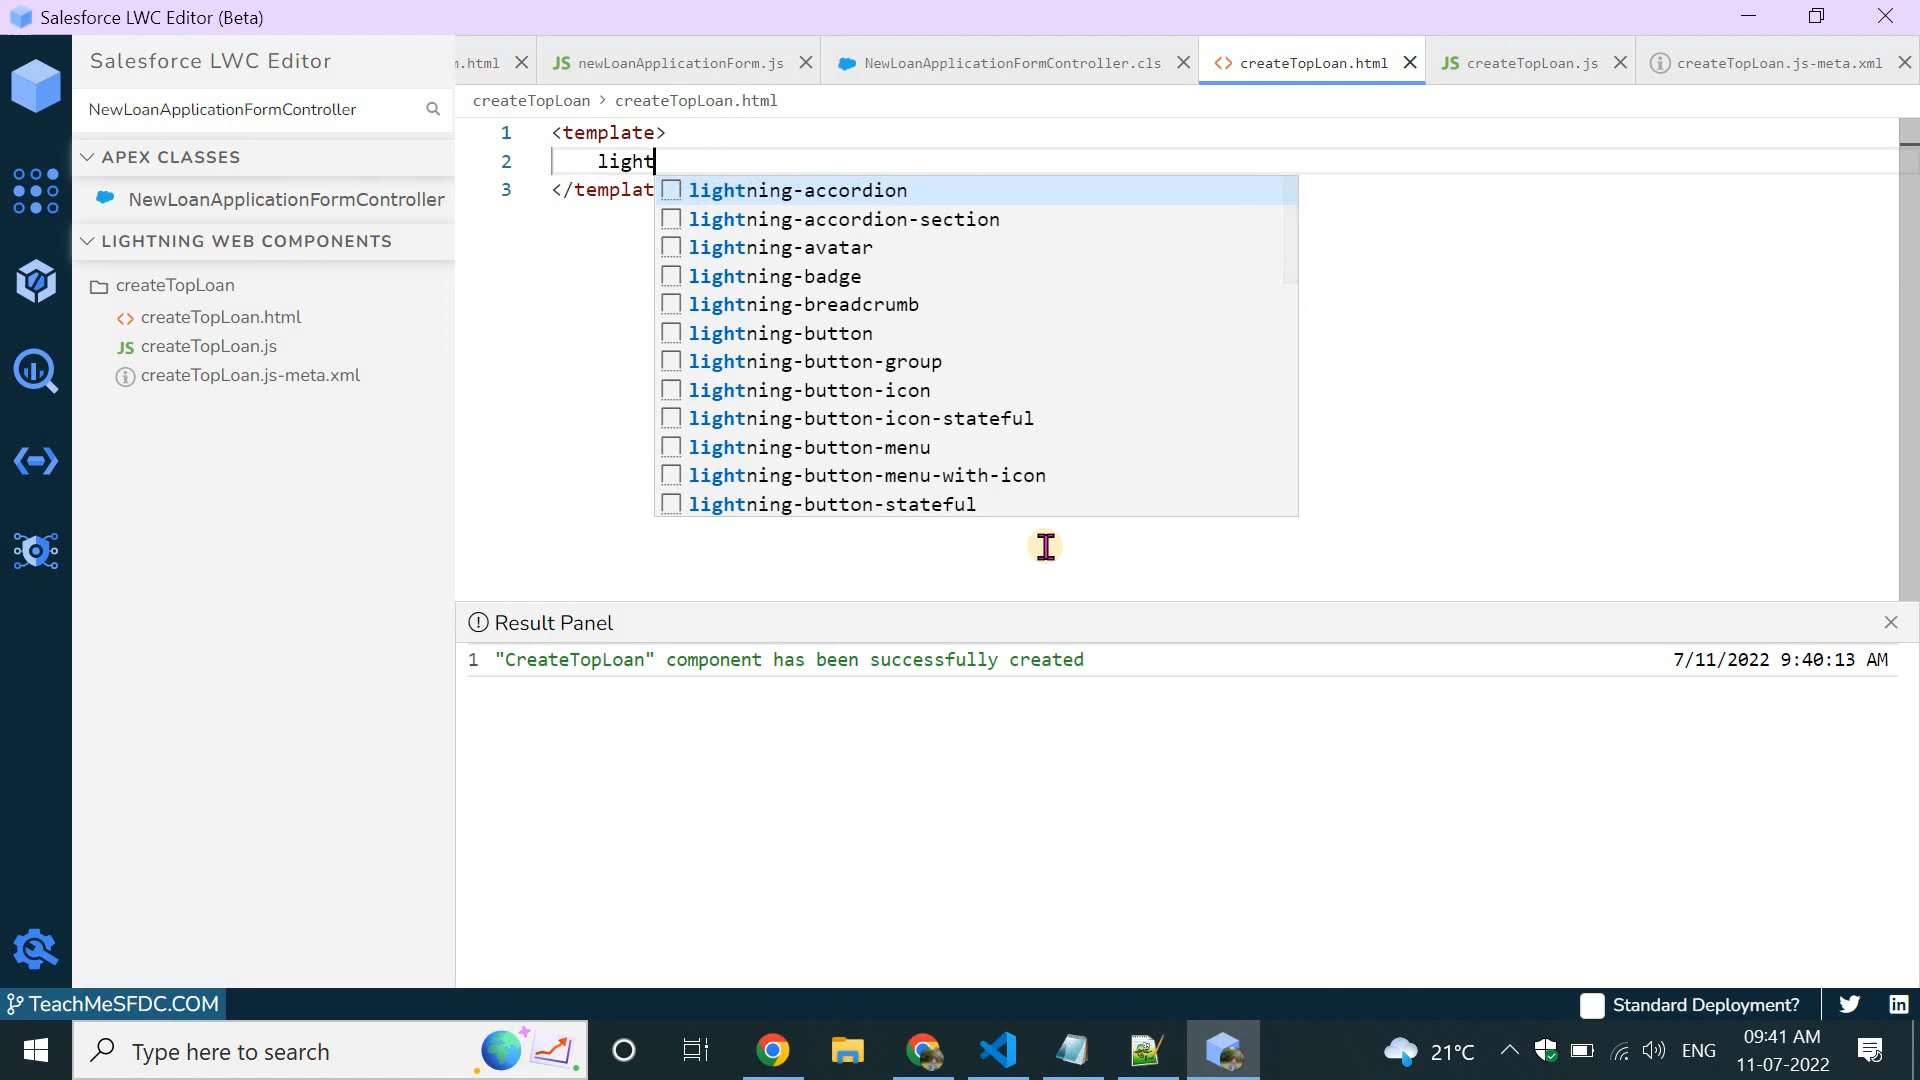 Salesforce LWC Editor (Beta)
Salesforce LWC Editor
NewLoanApplicationFormController
APEX CLASSES
NewLoanApplicationFormController
LIGHTNING WEB COMPONENTS
createTopLoan
createTopLoan.html
createTopLoan.js
createTopLoan.js-meta.xml
.html
newLoanApplicationForm.js
NewLoanApplicationFormController.cls
createTopLoan.html
createTopLoan.js
createTopLoan.js-meta.xml
createTopLoan > createTopLoan.html
1 <template>
2 light
3 </templat
lightning-accordion
lightning-accordion-section
lightning-avatar
lightning-badge
lightning-breadcrumb
lightning-button
lightning-button-group
lightning-button-icon
lightning-button-icon-stateful
lightning-button-menu
lightning-button-menu-with-icon
lightning-button-stateful
Result Panel
1 "CreateTopLoan" component has been successfully created 7/11/2022 9:40:13 AM
TeachMeSFDC.COM
Standard Deployment?
Type here to search
21°C
ENG
09:41 AM
11-07-2022